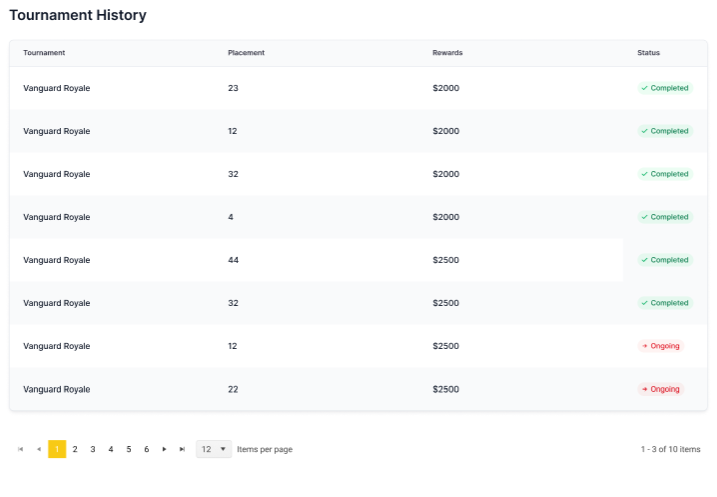 Tournament History
Tournament Placement Rewards Status
Vanguard Royale 23 $2000 Completed
Vanguard Royale 12 $2000 Completed
Vanguard Royale 32 $2000 Completed
Vanguard Royale 4 $2000 Completed
Vanguard Royale 44 $2500 Completed
Vanguard Royale 32 $2500 Completed
Vanguard Royale 12 $2500 Ongoing
Vanguard Royale 22 $2500 Ongoing
1 2 3 4 5 6 12 Items per page 1 - 3 of 10 items